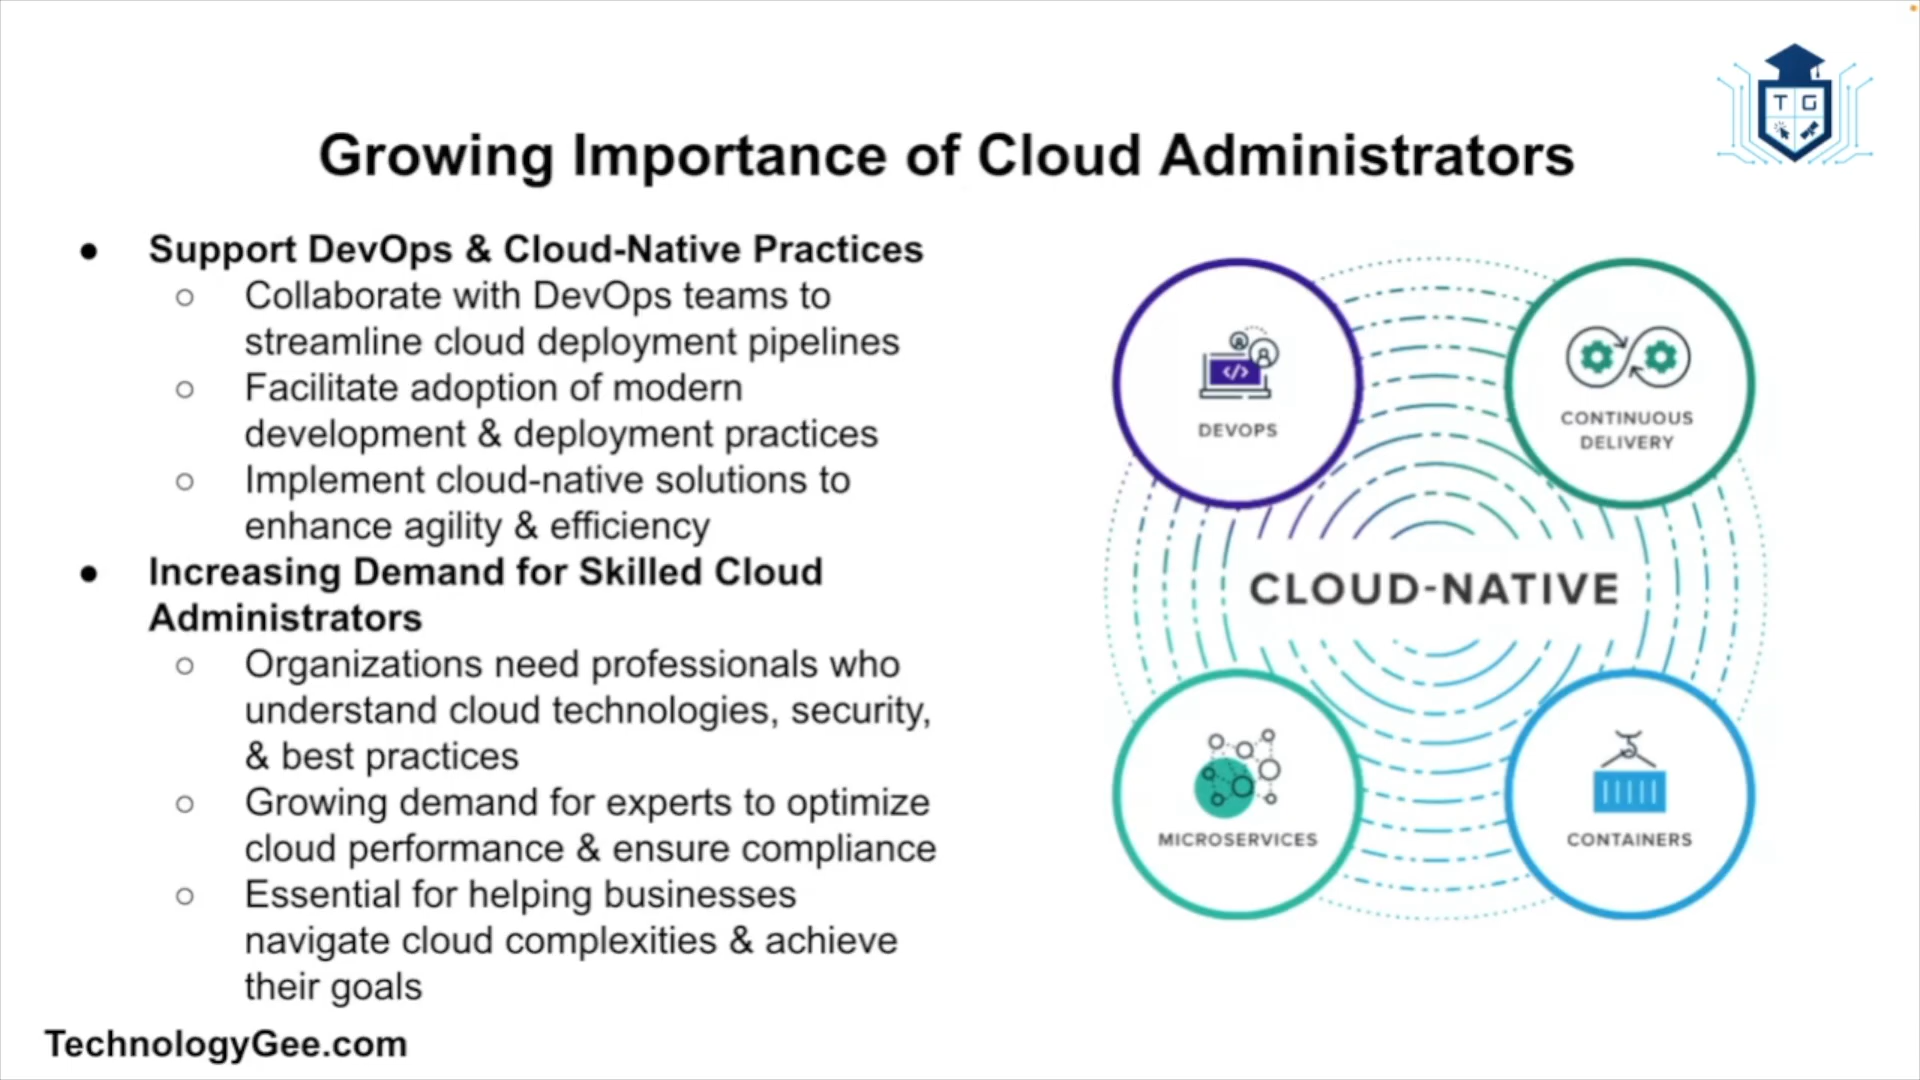 T G
Growing Importance of Cloud Administrators
● Support DevOps & Cloud-Native Practices
○ Collaborate with DevOps teams to
streamline cloud deployment pipelines
○ Facilitate adoption of modern
development & deployment practices
○ Implement cloud-native solutions to
enhance agility & efficiency
● Increasing Demand for Skilled Cloud
Administrators
○ Organizations need professionals who
understand cloud technologies, security,
& best practices
○ Growing demand for experts to optimize
cloud performance & ensure compliance
○ Essential for helping businesses
navigate cloud complexities & achieve
their goals
</>
DEVOPS
CONTINUOUS
DELIVERY
CLOUD-NATIVE
MICROSERVICES
CONTAINERS
TechnologyGee.com